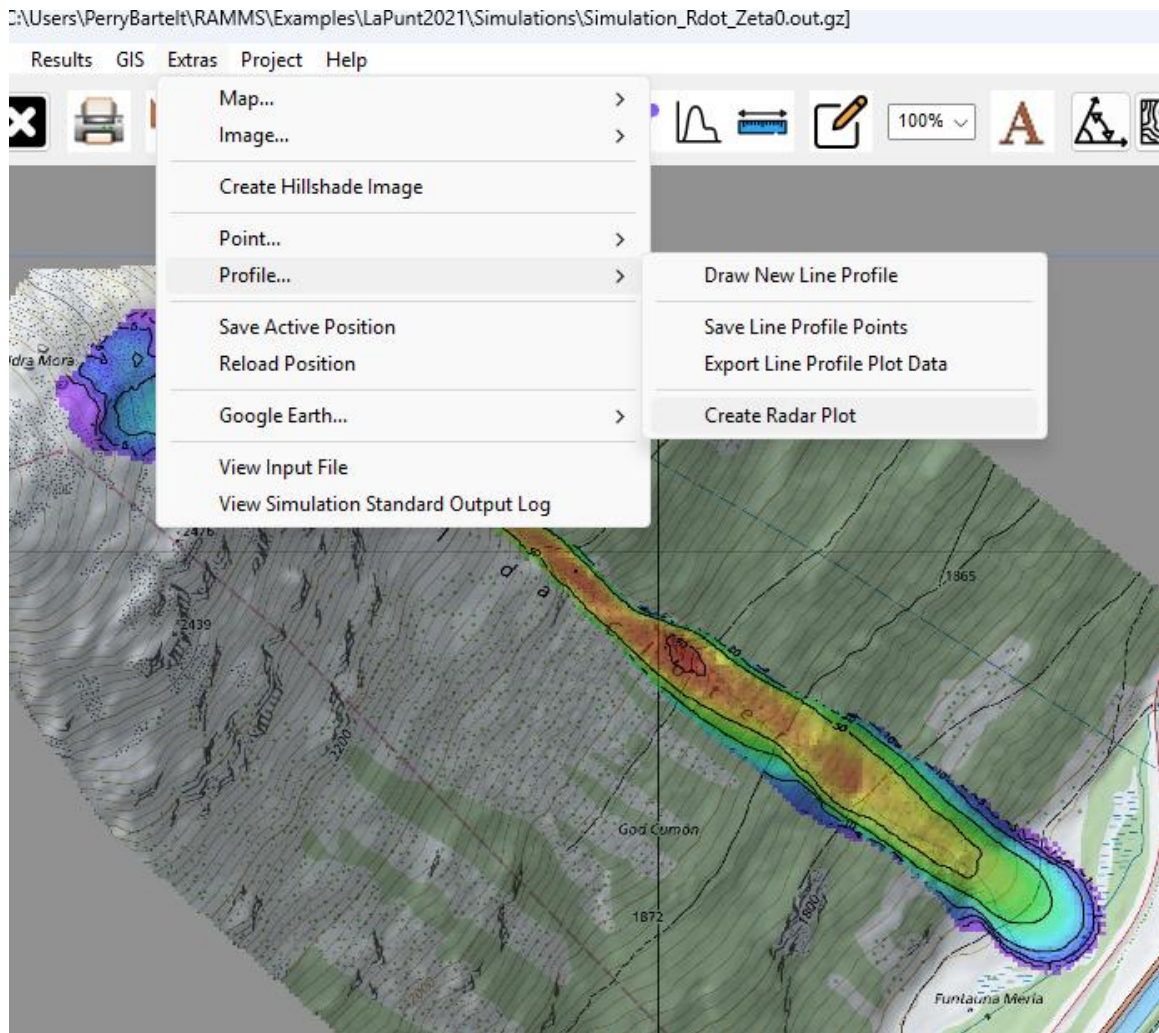 C:\Users\PerryBartelt\RAMMS\Examples\LaPunt2021\Simulations\Simulation_Rdot_Zeta0.out.gz]
Results GIS Extras Project Help
100%
A
Map...
Image...
Create Hillshade Image
Point...
Profile...
Save Active Position
Reload Position
Google Earth...
View Input File
View Simulation Standard Output Log
Draw New Line Profile
Save Line Profile Points
Export Line Profile Plot Data
Create Radar Plot
2476
d
a
1865
2439
50
God Cumön
1872
1800
Funtauna Merla